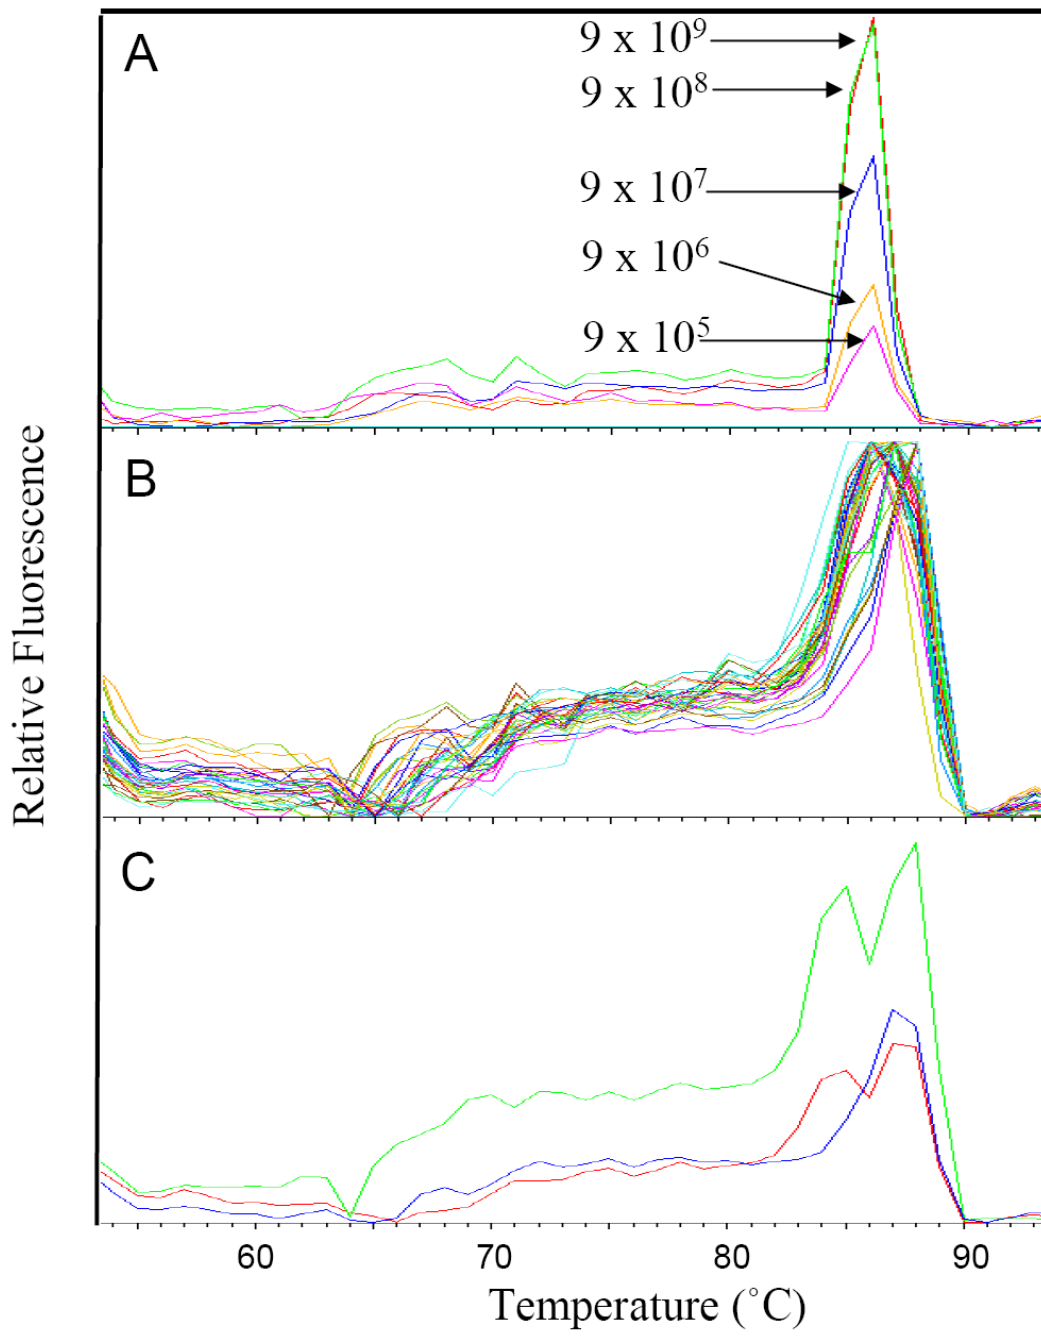 A
9 x 10⁹
9 x 10⁸
9 x 10⁷
9 x 10⁶
9 x 10⁵
B
C
Relative Fluorescence
60 70 80 90
Temperature (˚C)